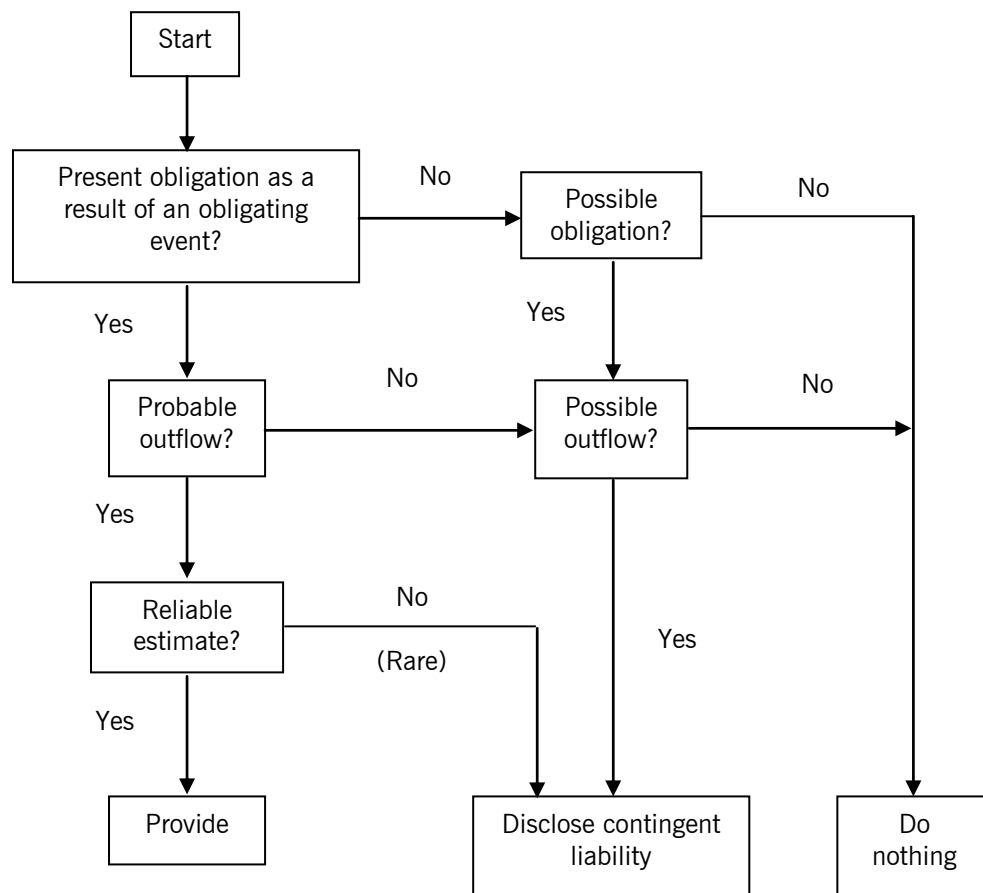 Start
Present obligation as a
result of an obligating
event?
No
Possible
obligation?
No
Yes
Yes
Probable
outflow?
No
Possible
outflow?
No
Yes
Reliable
estimate?
No
(Rare)
Yes
Yes
Provide
Disclose contingent
liability
Do
nothing